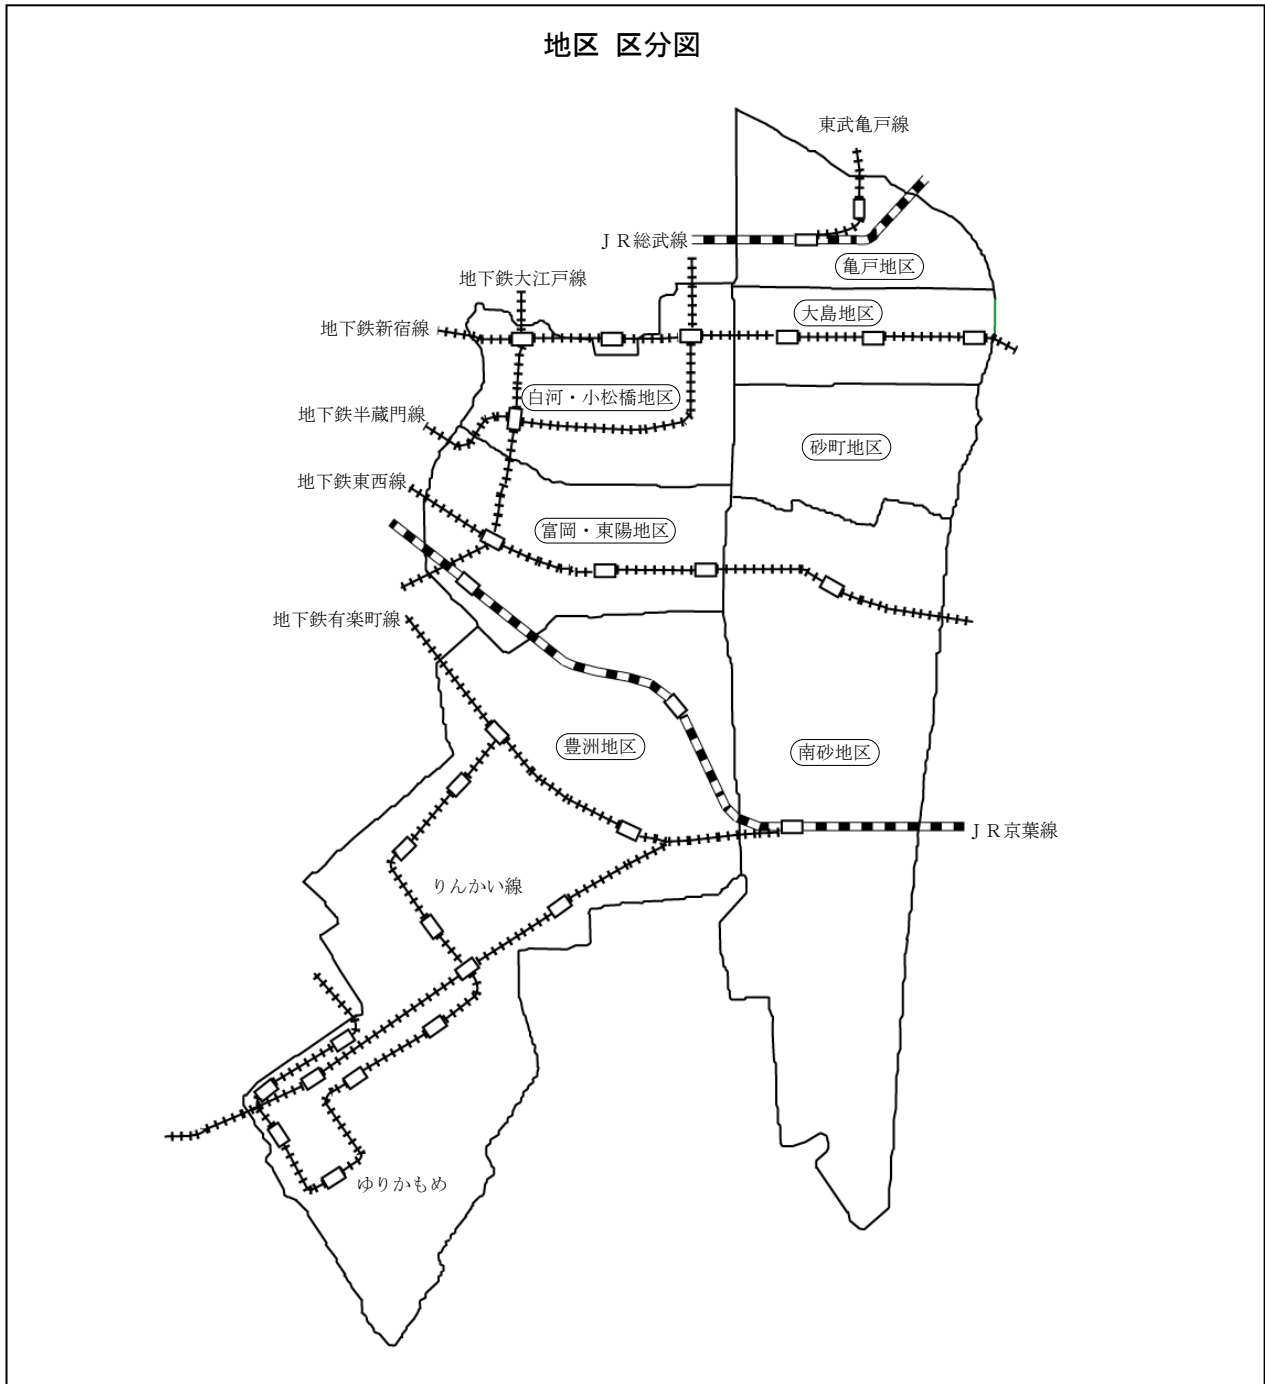 地区 区分図
東武亀戸線
ＪＲ総武線
亀戸地区
地下鉄大江戸線
大島地区
地下鉄新宿線
白河・小松橋地区
地下鉄半蔵門線
砂町地区
地下鉄東西線
富岡・東陽地区
地下鉄有楽町線
豊洲地区
南砂地区
ＪＲ京葉線
りんかい線
ゆりかもめ